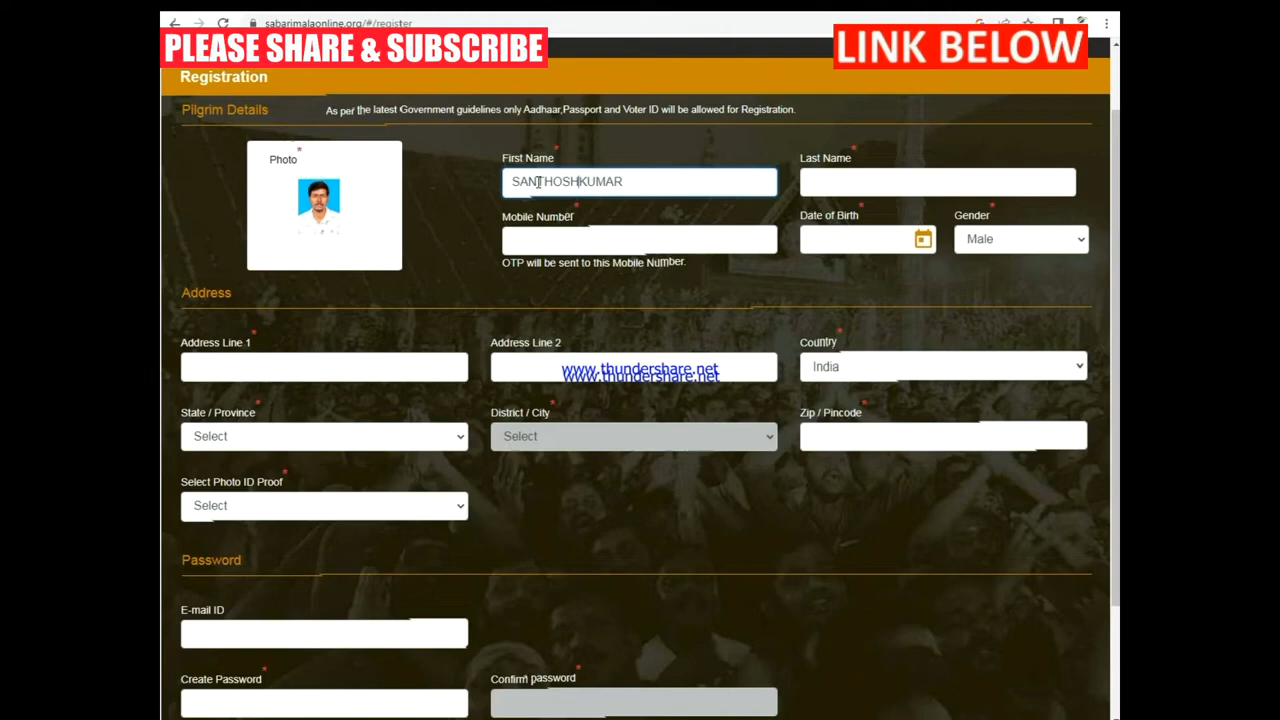 sabarimalaonline.org/#/register
PLEASE SHARE & SUBSCRIBE
LINK BELOW
Registration
Pilgrim Details
As per the latest Government guidelines only Aadhaar,Passport and Voter ID will be allowed for Registration.
Photo *
First Name *
Last Name *
SANTHOSHKUMAR
Mobile Number *
Date of Birth *
Gender *
Male
OTP will be sent to this Mobile Number.
Address
Address Line 1 *
Address Line 2
Country *
www.thundershare.net
www.thundershare.net
India
State / Province *
District / City *
Zip / Pincode *
Select
Select
Select Photo ID Proof *
Select
Password
E-mail ID
Create Password *
Confirm password *